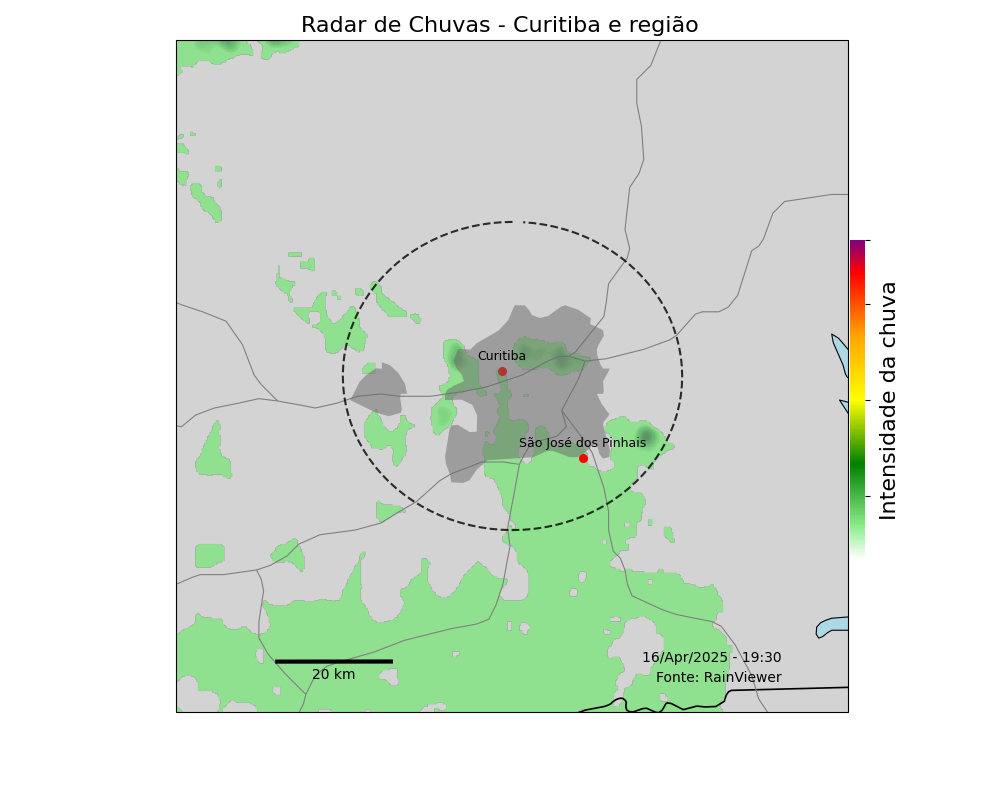 Radar de Chuvas - Curitiba e região
Curitiba
São José dos Pinhais
Intensidade da chuva
16/Apr/2025 - 19:30
Fonte: RainViewer
20 km